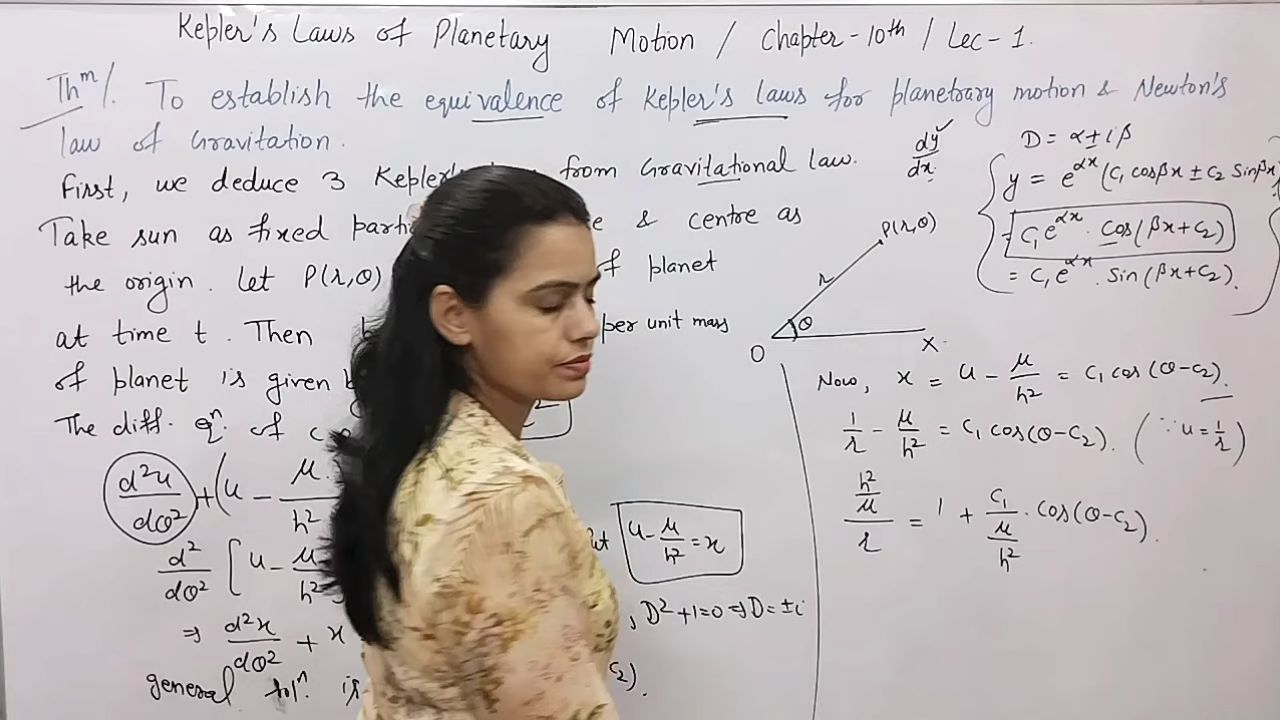 Kepler's Laws of Planetary Motion / Chapter-10th / Lec-1.
Thm/. To establish the equivalence of Kepler's laws for planetrary motion & Newton's
law of Gravitation.
First, we deduce 3 Kepler's from Gravitational law.
Take sun as fixed & centre as
the origin. Let P(r,θ) of planet
at time t. Then per unit mass
of planet is given
The diff. eqn. of
d²u/dθ² + (u - μ/h²
d²/dθ² [u - μ/h²
Put u - μ/h² = x
⇒ d²x/dθ² + x , D²+1=0 ⇒ D=±i
general soln is c₂).
dy/dx
D = α±iβ
y = e^αx (c₁ cosβx ± c₂ sinβx
= c₁e^αx . cos(βx+c₂)
= c₁e^αx . sin(βx+c₂).
P(r,θ)
r
θ
O X
Now, x = u - μ/h² = c₁ cos(θ-c₂).
1/r - μ/h² = c₁ cos(θ-c₂). (∵ u = 1/r)
(h²/μ)/r = 1 + c₁/(μ/h²) . cos(θ-c₂).